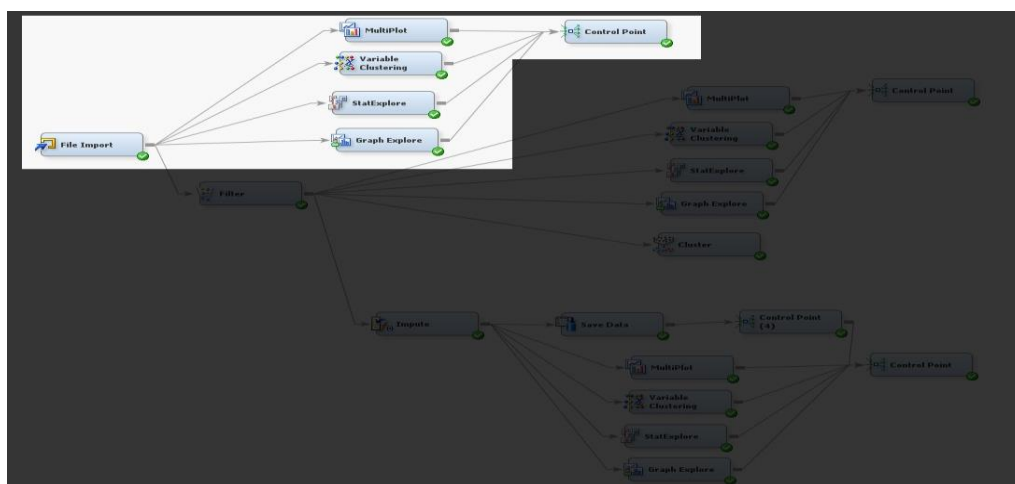 MultiPlot
Control Point
Variable
Clustering
StatExplore
File Import
Graph Explore
Control Point
MultiPlot
Variable
Clustering
StatExplore
Filter
Graph Explore
Cluster
Impute
Save Data
Control Point
(4)
MultiPlot
Control Point
Variable
Clustering
StatExplore
Graph Explore